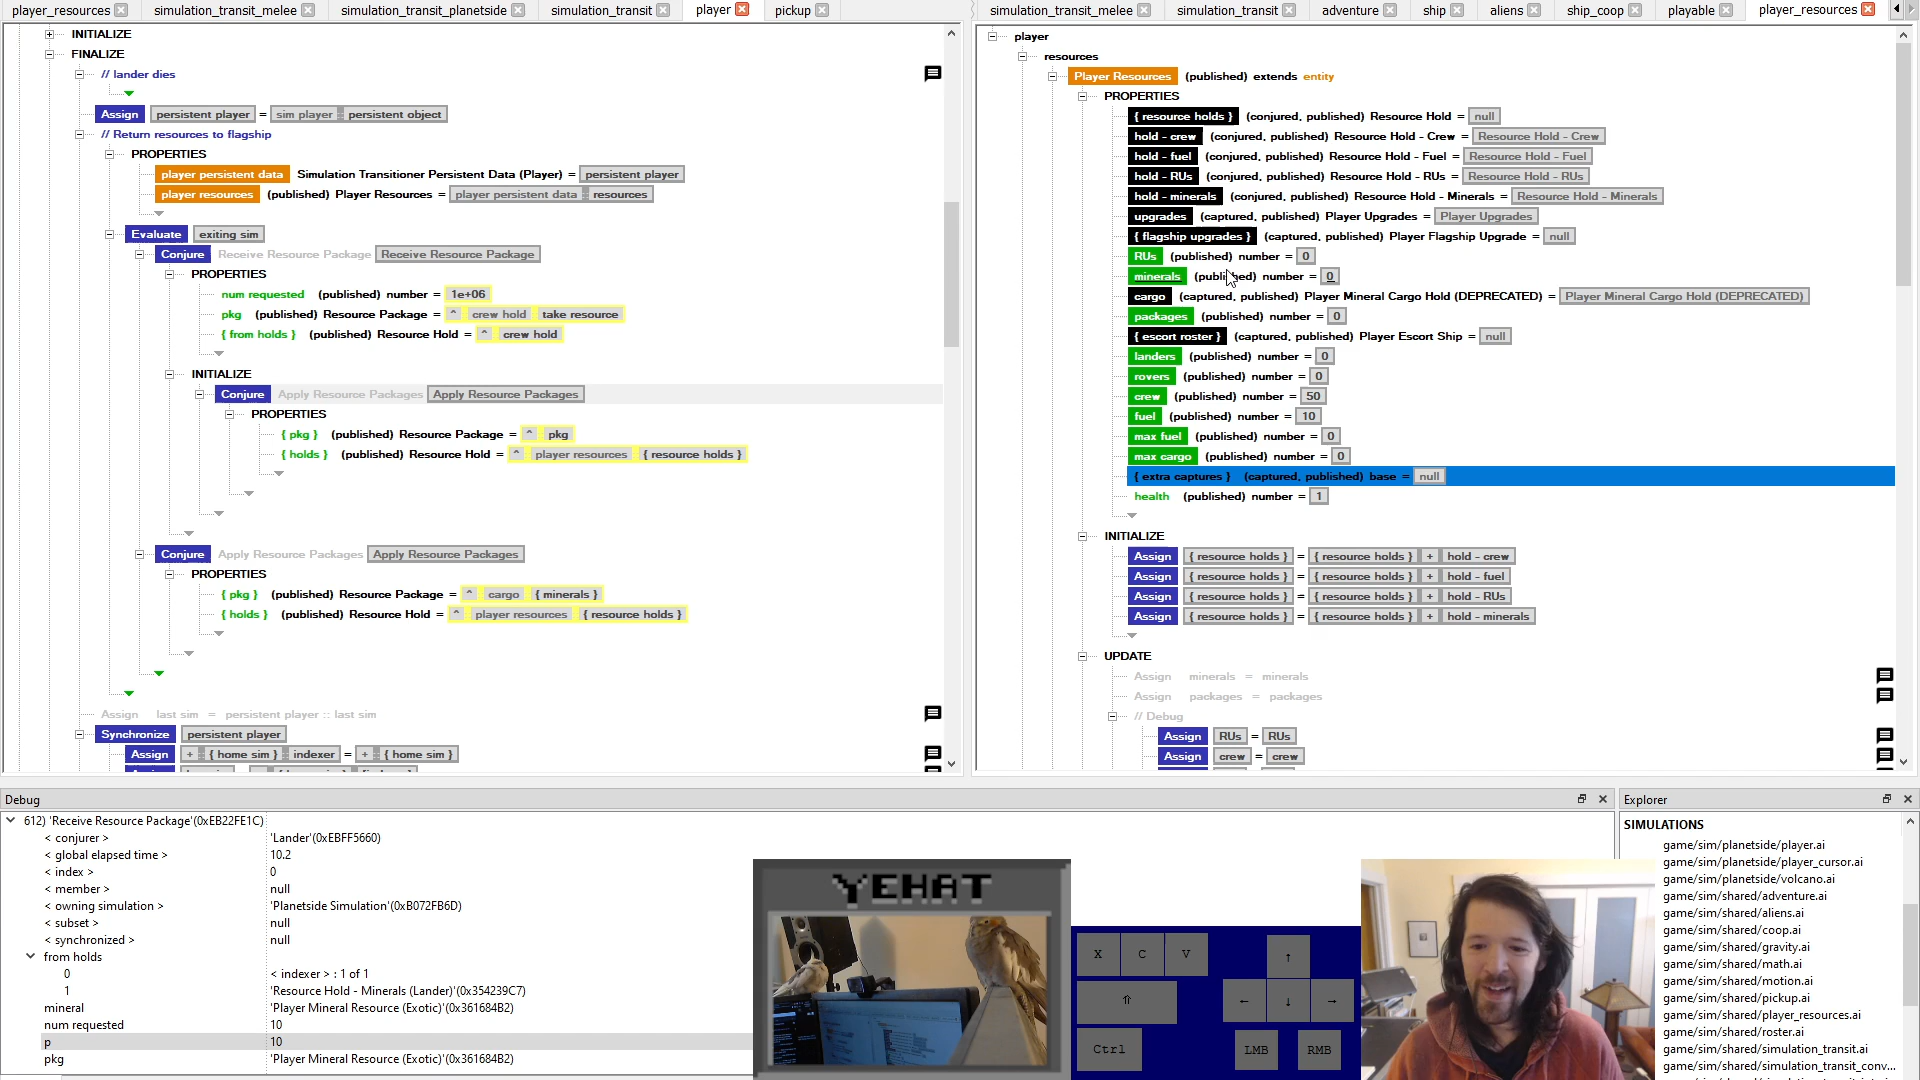 player_resources simulation_transit_melee simulation_transit_planetside simulation_transit player pickup
INITIALIZE
FINALIZE
// lander dies
Assign persistent player = sim player persistent object
// Return resources to flagship
PROPERTIES
player persistent data Simulation Transitioner Persistent Data (Player) = persistent player
player resources (published) Player Resources = player persistent data resources
Evaluate exiting sim
Conjure Receive Resource Package Receive Resource Package
PROPERTIES
num requested (published) number = 1e+06
pkg (published) Resource Package = ^ crew hold take resource
{ from holds } (published) Resource Hold = ^ crew hold
INITIALIZE
Conjure Apply Resource Packages Apply Resource Packages
PROPERTIES
{ pkg } (published) Resource Package = ^ pkg
{ holds } (published) Resource Hold = ^ player resources { resource holds }
Conjure Apply Resource Packages Apply Resource Packages
PROPERTIES
{ pkg } (published) Resource Package = ^ cargo { minerals }
{ holds } (published) Resource Hold = ^ player resources { resource holds }
Assign last sim = persistent player :: last sim
Synchronize persistent player
Assign + { home sim } indexer = + { home sim }
simulation_transit_melee simulation_transit adventure ship aliens ship_coop playable player_resources
player
resources
Player Resources (published) extends entity
PROPERTIES
{ resource holds } (conjured, published) Resource Hold = null
hold - crew (conjured, published) Resource Hold - Crew = Resource Hold - Crew
hold - fuel (conjured, published) Resource Hold - Fuel = Resource Hold - Fuel
hold - RUs (conjured, published) Resource Hold - RUs = Resource Hold - RUs
hold - minerals (conjured, published) Resource Hold - Minerals = Resource Hold - Minerals
upgrades (captured, published) Player Upgrades = Player Upgrades
{ flagship upgrades } (captured, published) Player Flagship Upgrade = null
RUs (published) number = 0
minerals (published) number = 0
cargo (captured, published) Player Mineral Cargo Hold (DEPRECATED) = Player Mineral Cargo Hold (DEPRECATED)
packages (published) number = 0
{ escort roster } (captured, published) Player Escort Ship = null
landers (published) number = 0
rovers (published) number = 0
crew (published) number = 50
fuel (published) number = 10
max fuel (published) number = 0
max cargo (published) number = 0
{ extra captures } (captured, published) base = null
health (published) number = 1
INITIALIZE
Assign { resource holds } = { resource holds } + hold - crew
Assign { resource holds } = { resource holds } + hold - fuel
Assign { resource holds } = { resource holds } + hold - RUs
Assign { resource holds } = { resource holds } + hold - minerals
UPDATE
Assign minerals = minerals
Assign packages = packages
// Debug
Assign RUs = RUs
Assign crew = crew
Debug
612) 'Receive Resource Package'(0xEB22FE1C)
< conjurer > 'Lander'(0xEBFF5660)
< global elapsed time > 10.2
< index > 0
< member > null
< owning simulation > 'Planetside Simulation'(0xB072FB6D)
< subset > null
< synchronized > null
from holds
0 < indexer > : 1 of 1
1 'Resource Hold - Minerals (Lander)'(0x354239C7)
mineral 'Player Mineral Resource (Exotic)'(0x361684B2)
num requested 10
p 10
pkg 'Player Mineral Resource (Exotic)'(0x361684B2)
YEHAT
X C V ↑
⇧ ← ↓ →
Ctrl LMB RMB
Explorer
SIMULATIONS
game/sim/planetside/player.ai
game/sim/planetside/player_cursor.ai
game/sim/planetside/volcano.ai
game/sim/shared/adventure.ai
game/sim/shared/aliens.ai
game/sim/shared/coop.ai
game/sim/shared/gravity.ai
game/sim/shared/math.ai
game/sim/shared/motion.ai
game/sim/shared/pickup.ai
game/sim/shared/player_resources.ai
game/sim/shared/roster.ai
game/sim/shared/simulation_transit.ai
game/sim/shared/simulation_transit_conv...